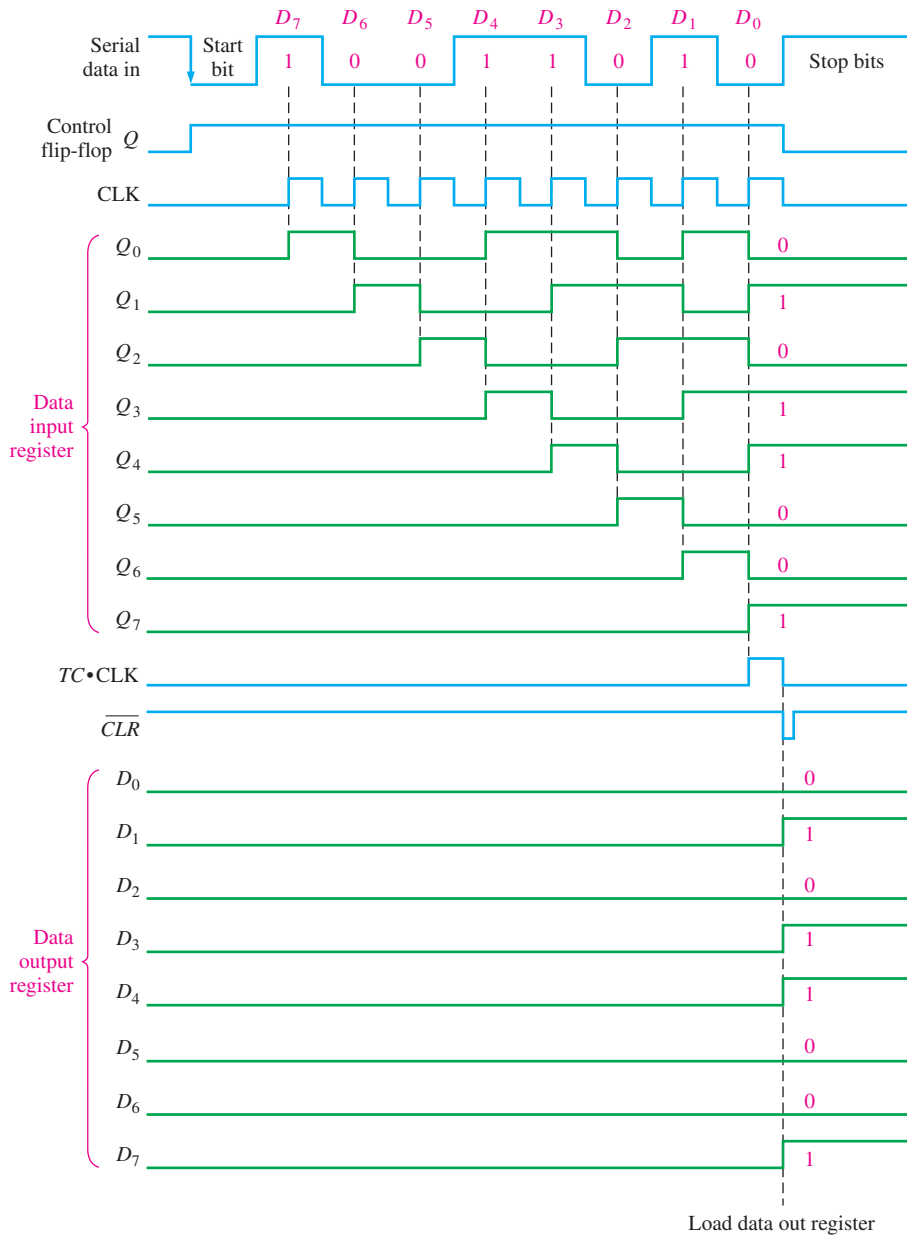 D7 D6 D5 D4 D3 D2 D1 D0
Serial data in
Start bit
1 0 0 1 1 0 1 0
Stop bits
Control flip-flop Q
CLK
Data input register
Q0 0
Q1 1
Q2 0
Q3 1
Q4 1
Q5 0
Q6 0
Q7 1
TC•CLK
C̅L̅R̅
Data output register
D0 0
D1 1
D2 0
D3 1
D4 1
D5 0
D6 0
D7 1
Load data out register